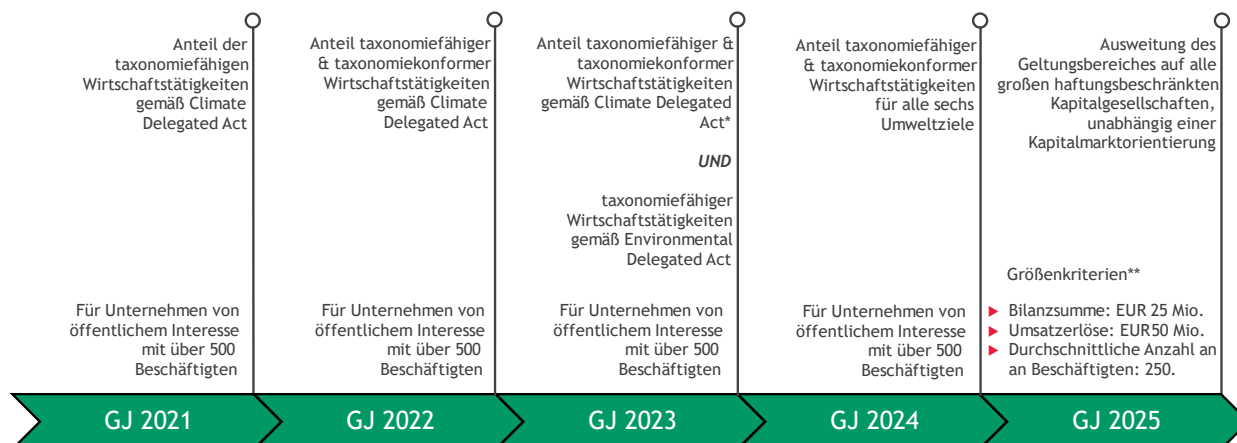 Anteil der
taxonomiefähigen
Wirtschaftstätigkeiten
gemäß Climate
Delegated Act
Für Unternehmen von
öffentlichem Interesse
mit über 500
Beschäftigten
GJ 2021
Anteil taxonomiefähiger
& taxonomiekonformer
Wirtschaftstätigkeiten
gemäß Climate
Delegated Act
Für Unternehmen von
öffentlichem Interesse
mit über 500
Beschäftigten
GJ 2022
Anteil taxonomiefähiger &
taxonomiekonformer
Wirtschaftstätigkeiten
gemäß Climate Delegated
Act*
UND
taxonomiefähiger
Wirtschaftstätigkeiten
gemäß Environmental
Delegated Act
Für Unternehmen von
öffentlichem Interesse
mit über 500
Beschäftigten
GJ 2023
Anteil taxonomiefähiger
& taxonomiekonformer
Wirtschaftstätigkeiten
für alle sechs
Umweltziele
Für Unternehmen von
öffentlichem Interesse
mit über 500
Beschäftigten
GJ 2024
Ausweitung des
Geltungsbereiches auf alle
großen haftungsbeschränkten
Kapitalgesellschaften,
unabhängig einer
Kapitalmarktorientierung
Größenkriterien**
Bilanzsumme: EUR 25 Mio.
Umsatzerlöse: EUR50 Mio.
Durchschnittliche Anzahl an
an Beschäftigten: 250.
GJ 2025